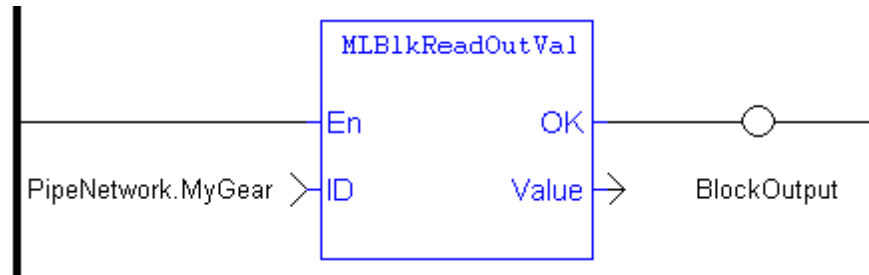 MLBlkReadOutVal
En OK
PipeNetwork.MyGear ID Value BlockOutput